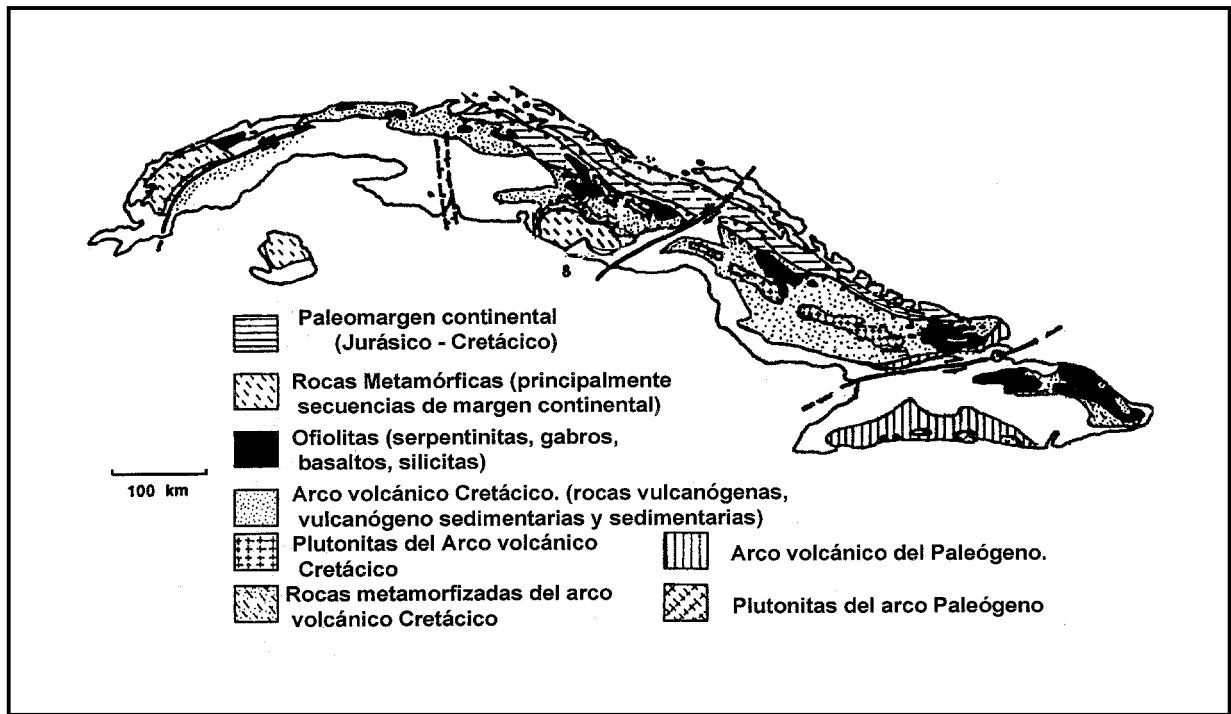 8
Paleomargen continental
(Jurásico - Cretácico)
Rocas Metamórficas (principalmente
secuencias de margen continental)
Ofiolitas (serpentinitas, gabros,
basaltos, silicitas)
100 km
Arco volcánico Cretácico. (rocas vulcanógenas,
vulcanógeno sedimentarias y sedimentarias)
Plutonitas del Arco volcánico
Cretácico
Rocas metamorfizadas del arco
volcánico Cretácico
Arco volcánico del Paleógeno.
Plutonitas del arco Paleógeno